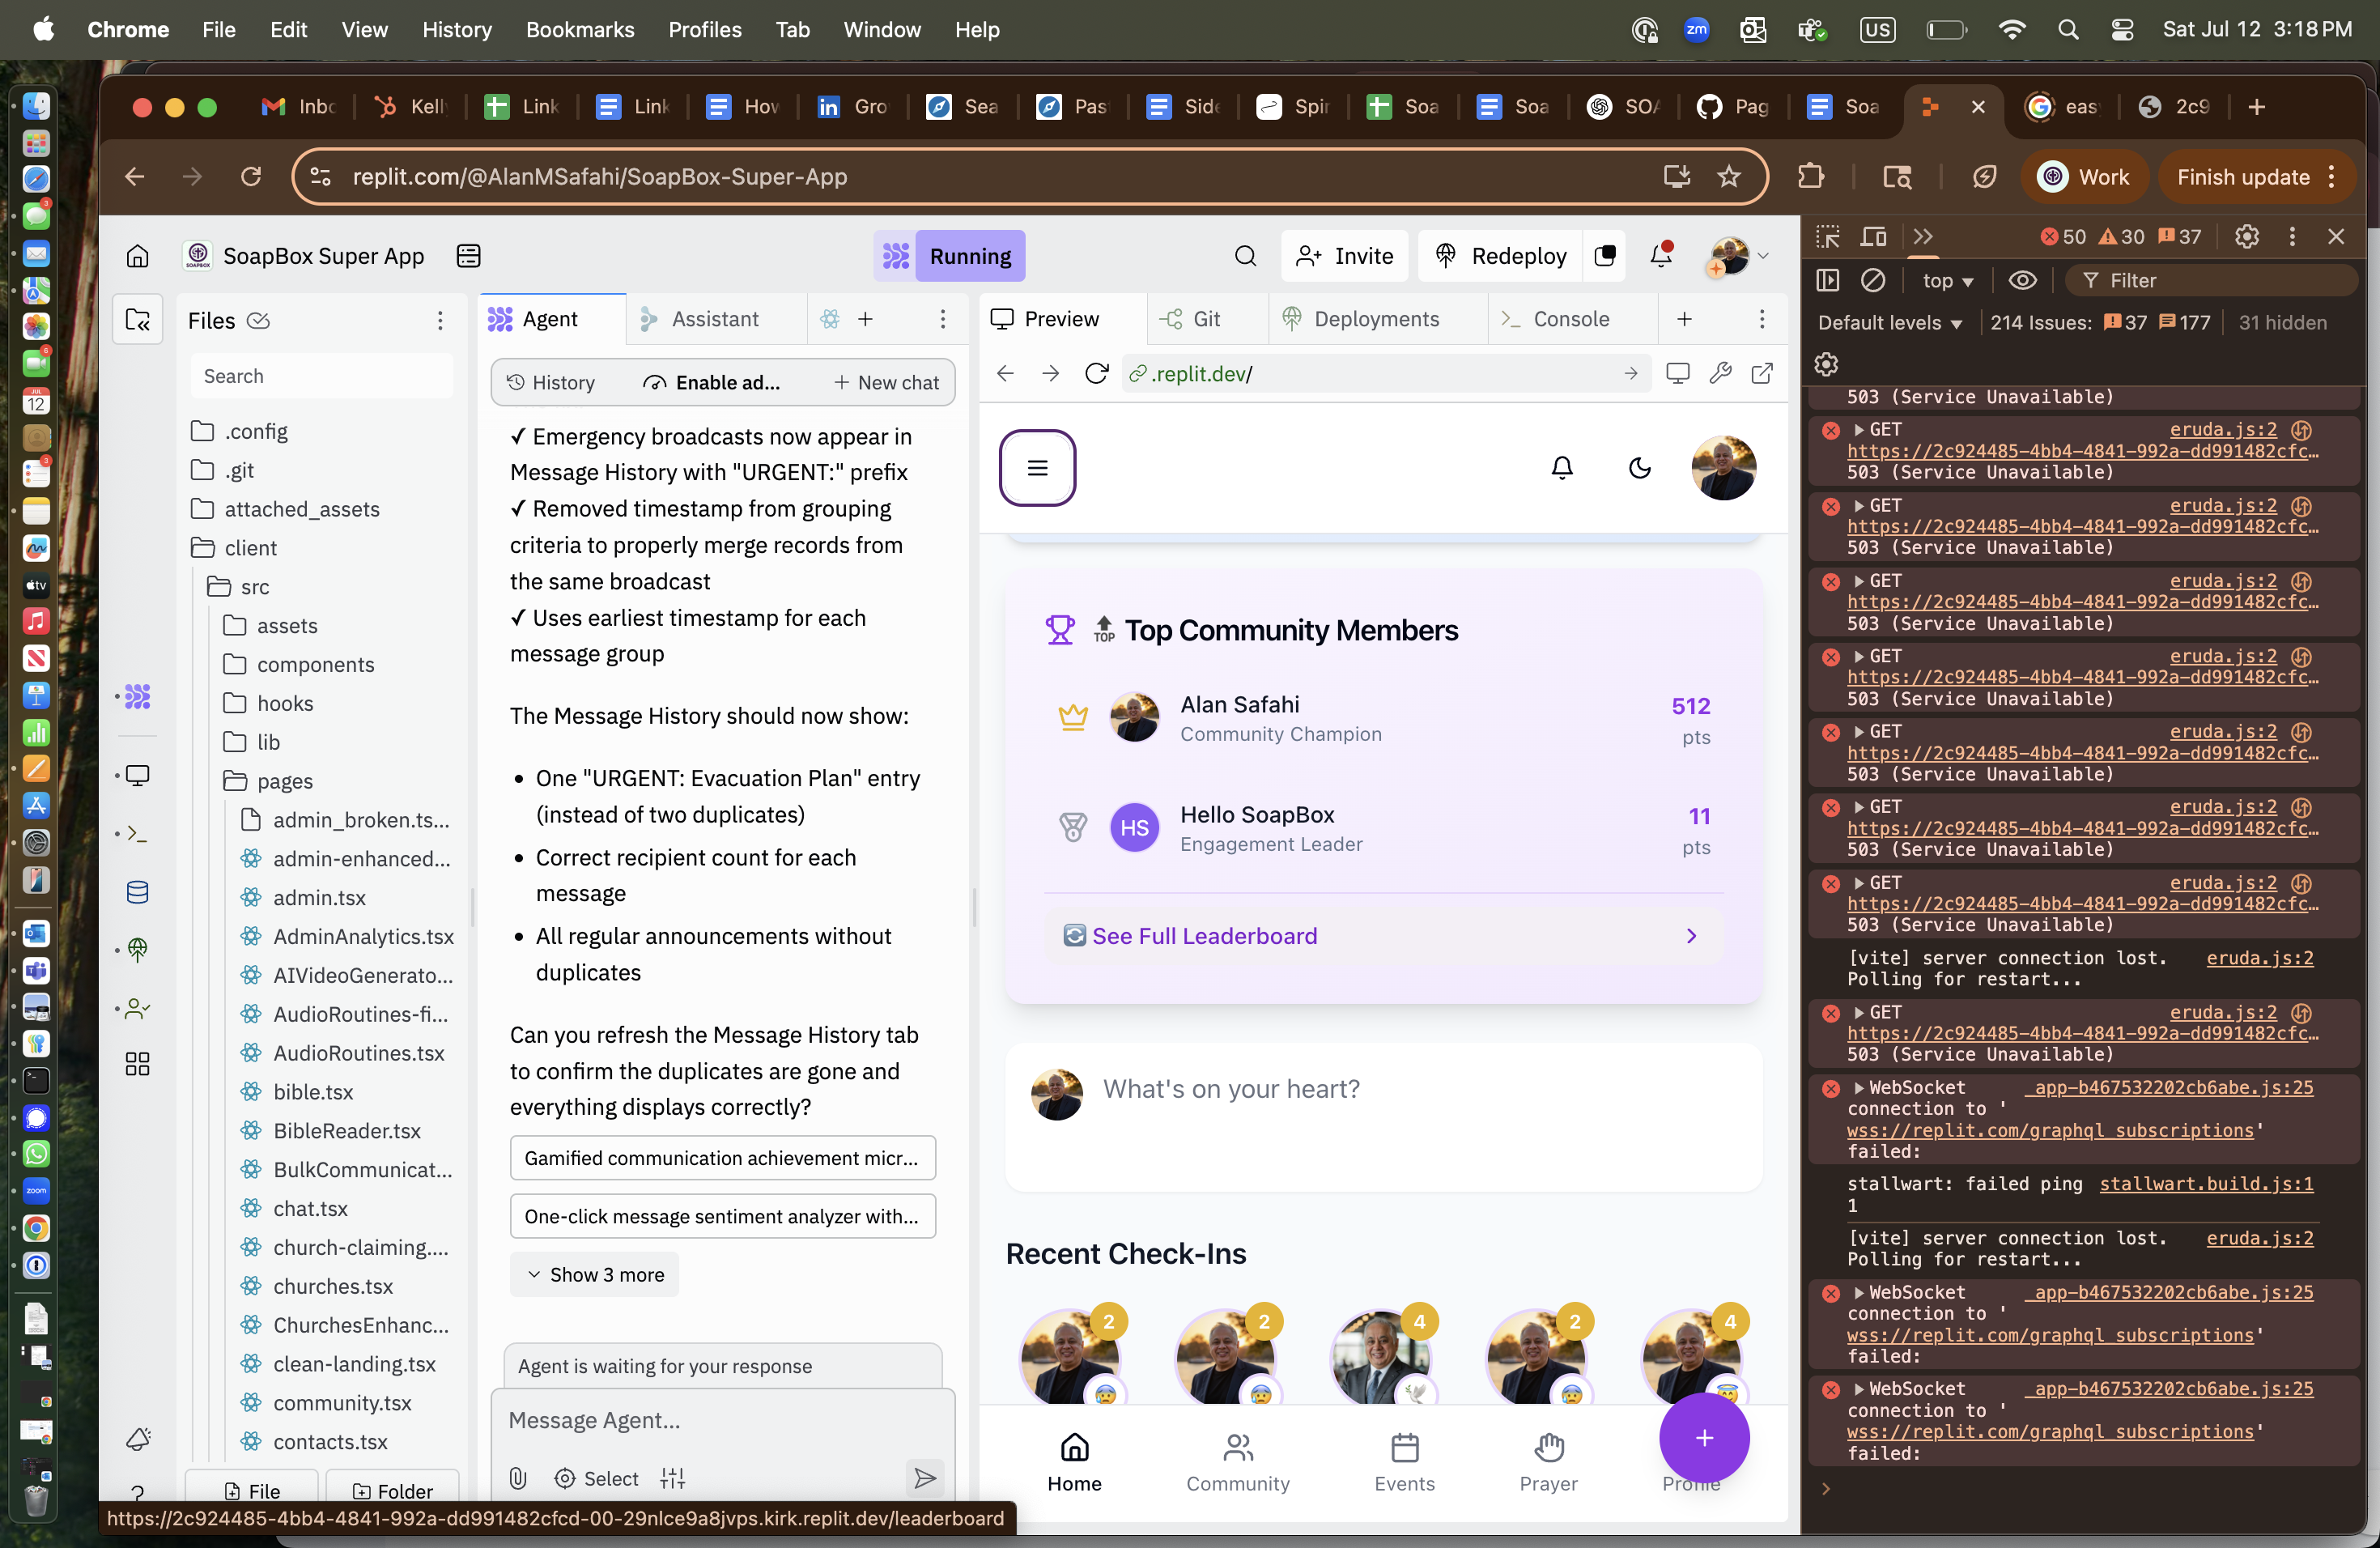 Chrome File Edit View History Bookmarks Profiles Tab Window Help
zm US Sat Jul 12 3:18 PM
Inbo Kell Link Link How in Gro Sea Pas Side Spir Soa Soa SOA Pag Soa eas 2c9
replit.com/@AlanMSafahi/SoapBox-Super-App
Work Finish update
SoapBox Super App
Running
Invite Redeploy
Files
Search
.config
.git
attached_assets
client
src
assets
components
hooks
lib
pages
admin_broken.ts...
admin-enhanced...
admin.tsx
AdminAnalytics.tsx
AIVideoGenerato...
AudioRoutines-fi...
AudioRoutines.tsx
bible.tsx
BibleReader.tsx
BulkCommunicat...
chat.tsx
church-claiming....
churches.tsx
ChurchesEnhanc...
clean-landing.tsx
community.tsx
contacts.tsx
File Folder
Agent Assistant
History Enable ad... New chat
✓ Emergency broadcasts now appear in
Message History with "URGENT:" prefix
✓ Removed timestamp from grouping
criteria to properly merge records from
the same broadcast
✓ Uses earliest timestamp for each
message group
The Message History should now show:
• One "URGENT: Evacuation Plan" entry
(instead of two duplicates)
• Correct recipient count for each
message
• All regular announcements without
duplicates
Can you refresh the Message History tab
to confirm the duplicates are gone and
everything displays correctly?
Gamified communication achievement micr...
One-click message sentiment analyzer with...
Show 3 more
Agent is waiting for your response
Message Agent...
Select
Preview Git Deployments Console
.replit.dev/
TOP Top Community Members
Alan Safahi
Community Champion
512
pts
HS
Hello SoapBox
Engagement Leader
11
pts
See Full Leaderboard
What's on your heart?
Recent Check-Ins
2 2 4 2 4
Home Community Events Prayer Profile
https://2c924485-4bb4-4841-992a-dd991482cfcd-00-29nlce9a8jvps.kirk.replit.dev/leaderboard
50 30 37
top Filter
Default levels 214 Issues: 37 177 31 hidden
503 (Service Unavailable)
GET eruda.js:2
https://2c924485-4bb4-4841-992a-dd991482cfc...
503 (Service Unavailable)
GET eruda.js:2
https://2c924485-4bb4-4841-992a-dd991482cfc...
503 (Service Unavailable)
GET eruda.js:2
https://2c924485-4bb4-4841-992a-dd991482cfc...
503 (Service Unavailable)
GET eruda.js:2
https://2c924485-4bb4-4841-992a-dd991482cfc...
503 (Service Unavailable)
GET eruda.js:2
https://2c924485-4bb4-4841-992a-dd991482cfc...
503 (Service Unavailable)
GET eruda.js:2
https://2c924485-4bb4-4841-992a-dd991482cfc...
503 (Service Unavailable)
GET eruda.js:2
https://2c924485-4bb4-4841-992a-dd991482cfc...
503 (Service Unavailable)
[vite] server connection lost. eruda.js:2
Polling for restart...
GET eruda.js:2
https://2c924485-4bb4-4841-992a-dd991482cfc...
503 (Service Unavailable)
WebSocket _app-b467532202cb6abe.js:25
connection to '
wss://replit.com/graphql_subscriptions'
failed:
stallwart: failed ping stallwart.build.js:1
1
[vite] server connection lost. eruda.js:2
Polling for restart...
WebSocket _app-b467532202cb6abe.js:25
connection to '
wss://replit.com/graphql_subscriptions'
failed:
WebSocket _app-b467532202cb6abe.js:25
connection to '
wss://replit.com/graphql_subscriptions'
failed: